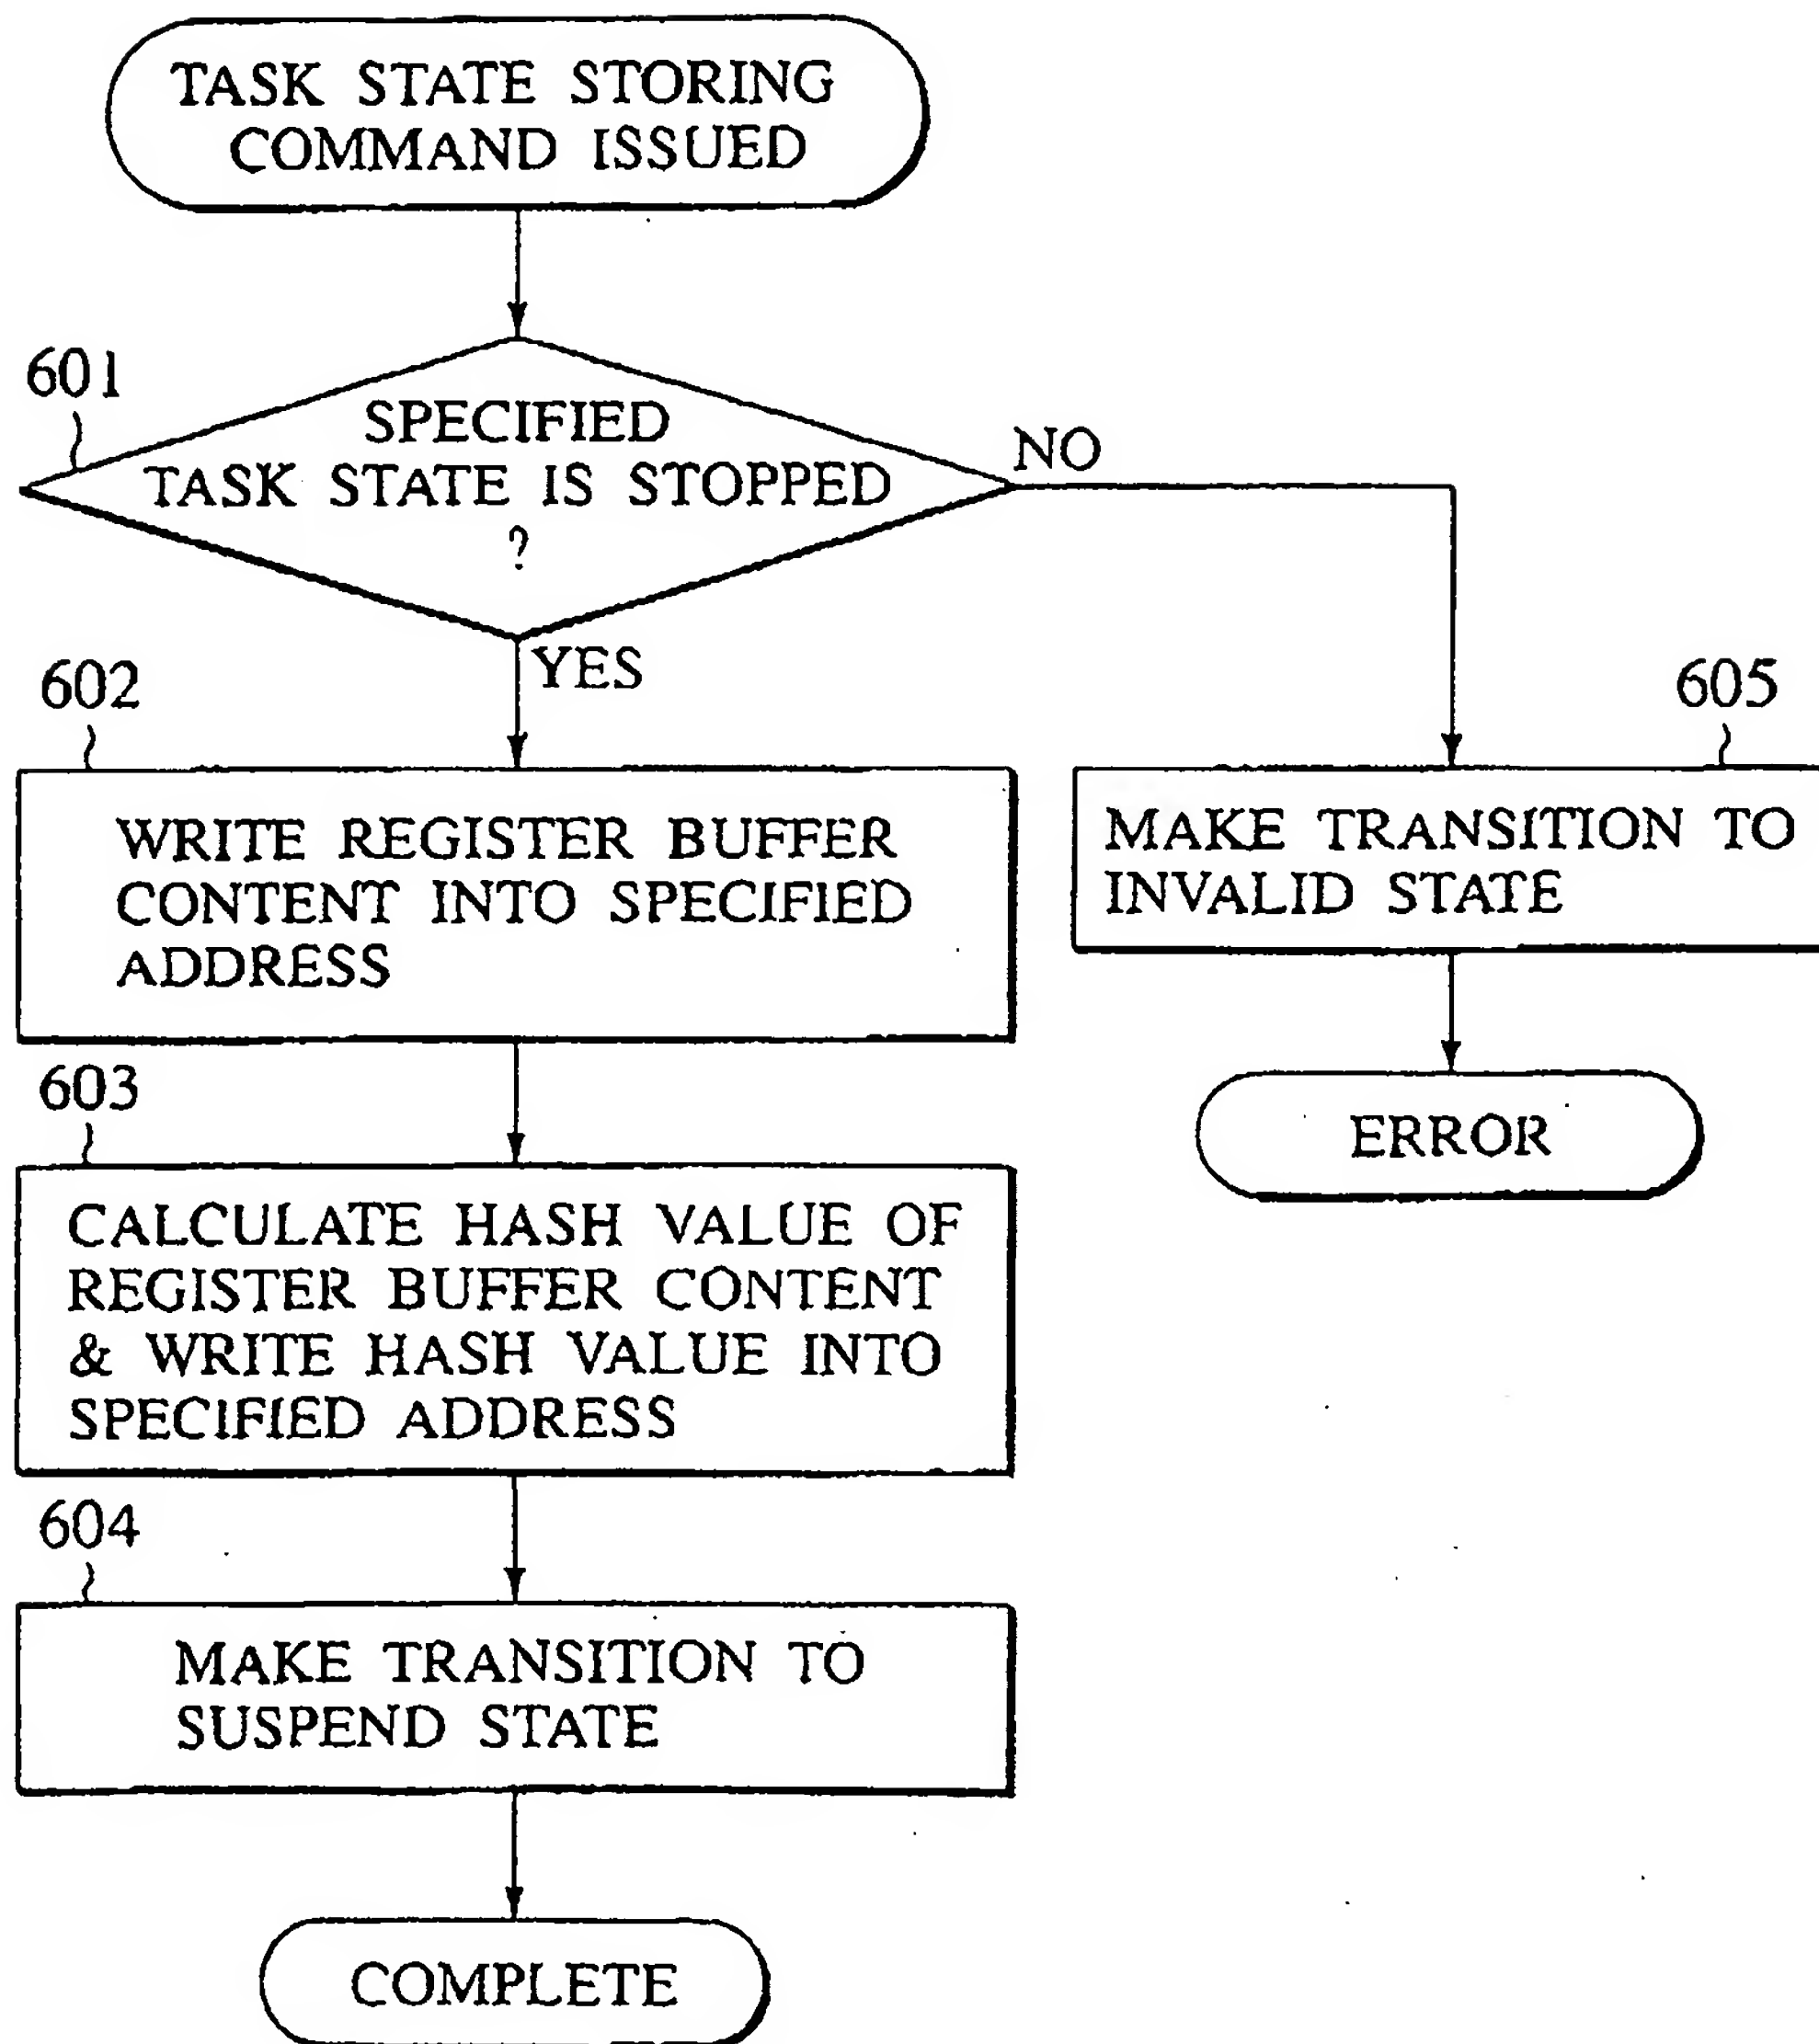 TASK STATE STORING
COMMAND ISSUED
601
SPECIFIED
TASK STATE IS STOPPED
?
NO
YES
602
WRITE REGISTER BUFFER
CONTENT INTO SPECIFIED
ADDRESS
605
MAKE TRANSITION TO
INVALID STATE
ERROR
603
CALCULATE HASH VALUE OF
REGISTER BUFFER CONTENT
& WRITE HASH VALUE INTO
SPECIFIED ADDRESS
604
MAKE TRANSITION TO
SUSPEND STATE
COMPLETE